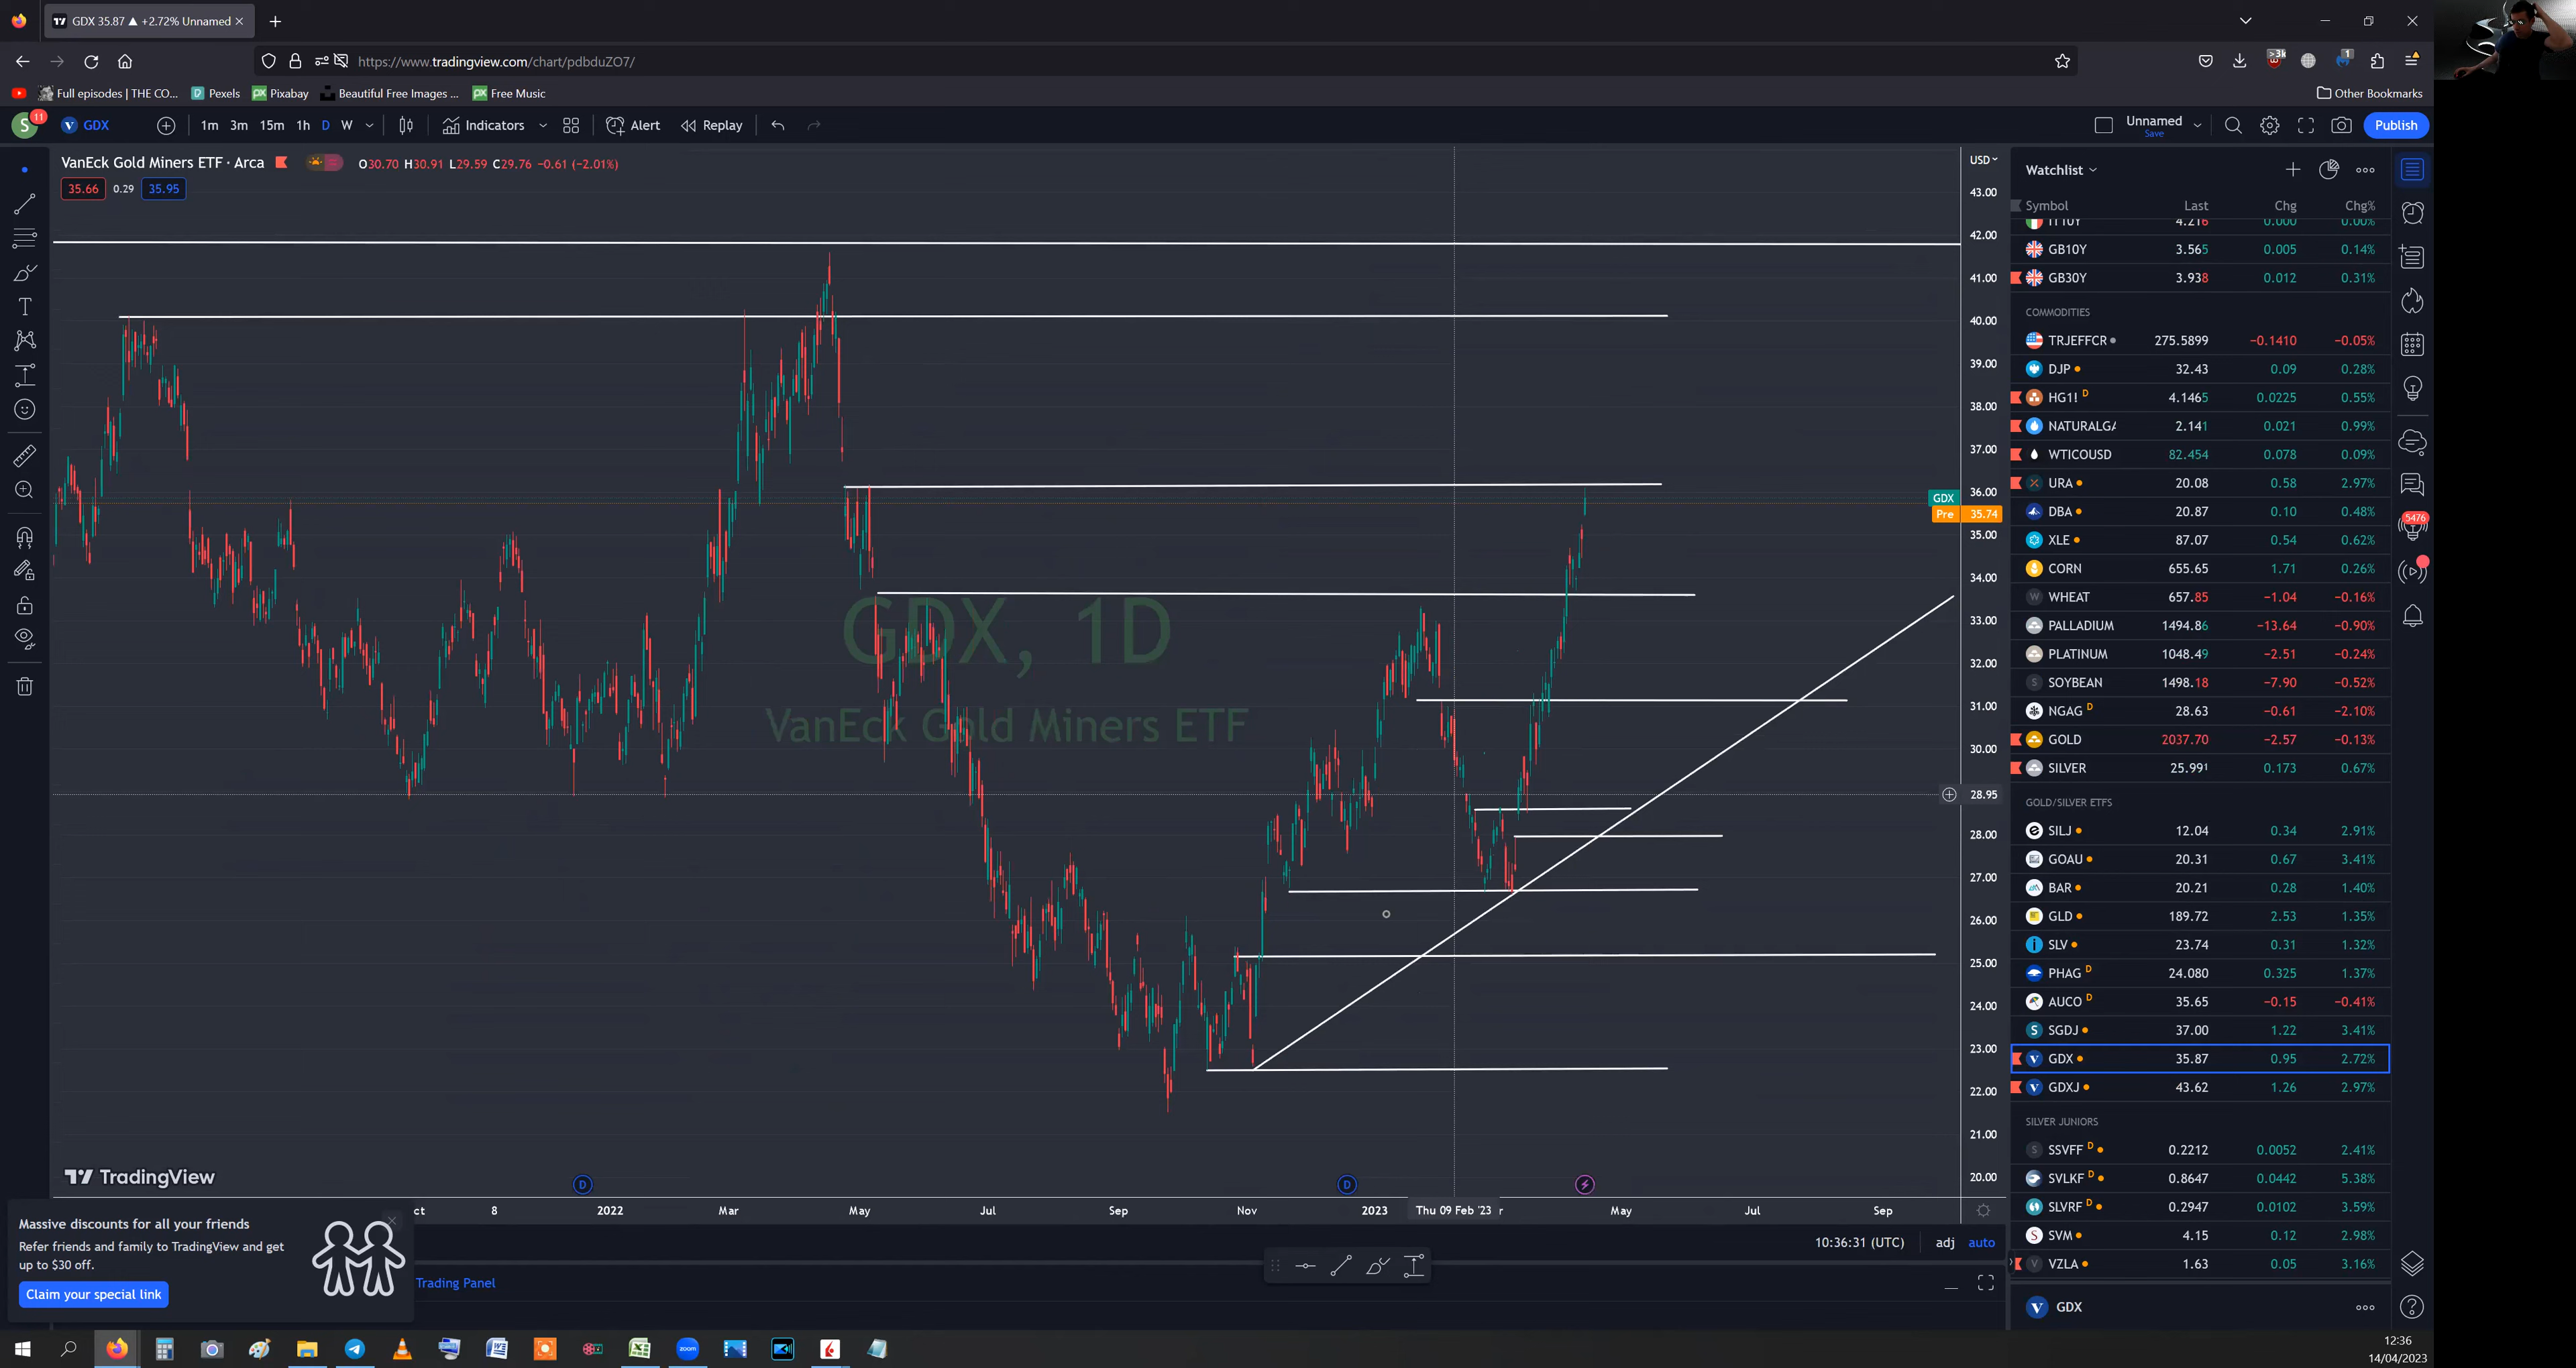 GDX 35.87 ▲ +2.72% Unnamed
https://www.tradingview.com/chart/pdbduZO7/
>3k
1
Full episodes | THE CO...
Pexels
Pixabay
Beautiful Free Images ...
Free Music
Other Bookmarks
S
11
GDX
1m 3m 15m 1h D W
Indicators
Alert
Replay
Unnamed
Save
Publish
VanEck Gold Miners ETF · Arca
O30.70 H30.91 L29.59 C29.76 −0.61 (−2.01%)
35.66 0.29 35.95
USD
43.00
42.00
41.00
40.00
39.00
38.00
37.00
36.00
GDX
Pre 35.74
35.00
34.00
33.00
32.00
31.00
30.00
28.95
28.00
27.00
26.00
25.00
24.00
23.00
22.00
21.00
20.00
GDX, 1D
VanEck Gold Miners ETF
TradingView
D
D
ct 8 2022 Mar May Jul Sep Nov 2023 Thu 09 Feb '23 r May Jul Sep
Massive discounts for all your friends
Refer friends and family to TradingView and get
up to $30 off.
Claim your special link
10:36:31 (UTC) adj auto
Trading Panel
Watchlist
Symbol Last Chg Chg%
IT10Y 4.216 0.000 0.00%
GB10Y 3.565 0.005 0.14%
GB30Y 3.938 0.012 0.31%
COMMODITIES
TRJEFFCR 275.5899 −0.1410 −0.05%
DJP 32.43 0.09 0.28%
HG1! D 4.1465 0.0225 0.55%
NATURALGA 2.141 0.021 0.99%
WTICOUSD 82.454 0.078 0.09%
URA 20.08 0.58 2.97%
DBA 20.87 0.10 0.48%
XLE 87.07 0.54 0.62%
CORN 655.65 1.71 0.26%
WHEAT 657.85 −1.04 −0.16%
PALLADIUM 1494.86 −13.64 −0.90%
PLATINUM 1048.49 −2.51 −0.24%
SOYBEAN 1498.18 −7.90 −0.52%
NGAG D 28.63 −0.61 −2.10%
GOLD 2037.70 −2.57 −0.13%
SILVER 25.991 0.173 0.67%
GOLD/SILVER ETFS
SILJ 12.04 0.34 2.91%
GOAU 20.31 0.67 3.41%
BAR 20.21 0.28 1.40%
GLD 189.72 2.53 1.35%
SLV 23.74 0.31 1.32%
PHAG D 24.080 0.325 1.37%
AUCO D 35.65 −0.15 −0.41%
SGDJ 37.00 1.22 3.41%
GDX 35.87 0.95 2.72%
GDXJ 43.62 1.26 2.97%
SILVER JUNIORS
SSVFF D 0.2212 0.0052 2.41%
SVLKF D 0.8647 0.0442 5.38%
SLVRF D 0.2947 0.0102 3.59%
SVM 4.15 0.12 2.98%
VZLA 1.63 0.05 3.16%
GDX
5476
zoom
12:36
14/04/2023